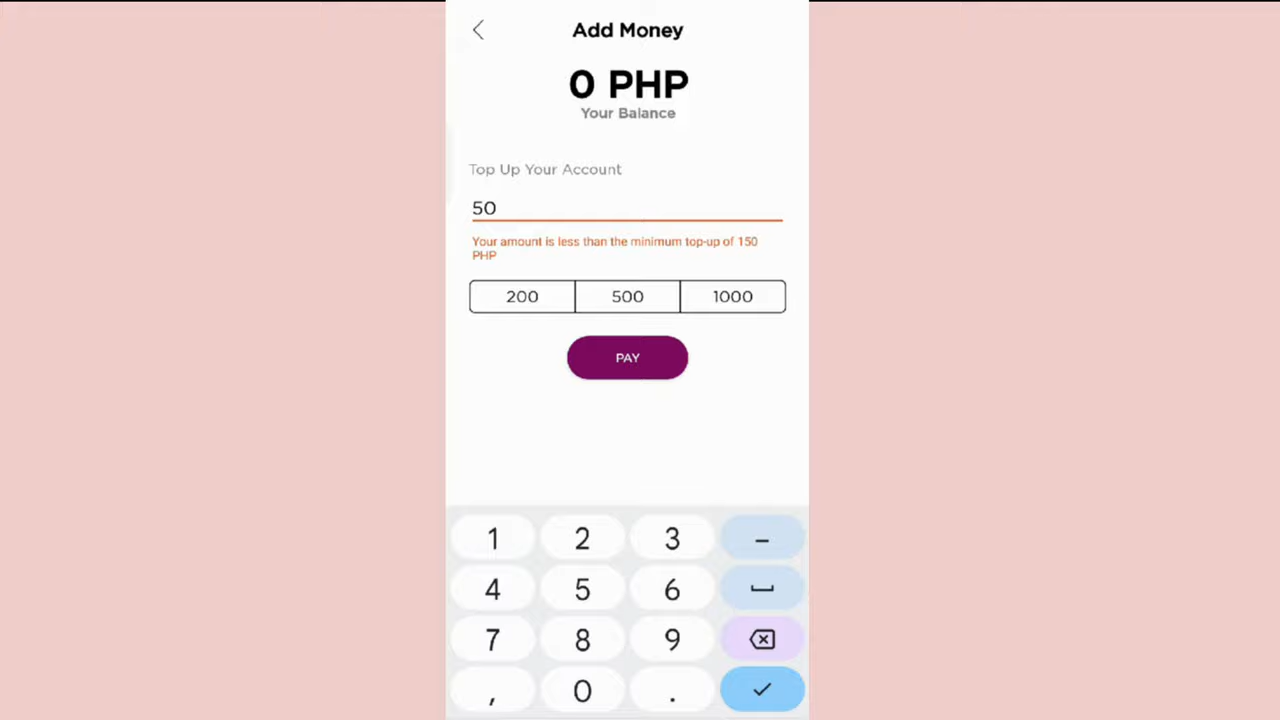 Add Money
0 PHP
Your Balance
Top Up Your Account
50
Your amount is less than the minimum top-up of 150
PHP
200 500 1000
PAY
1 2 3 –
4 5 6
7 8 9
, 0 .